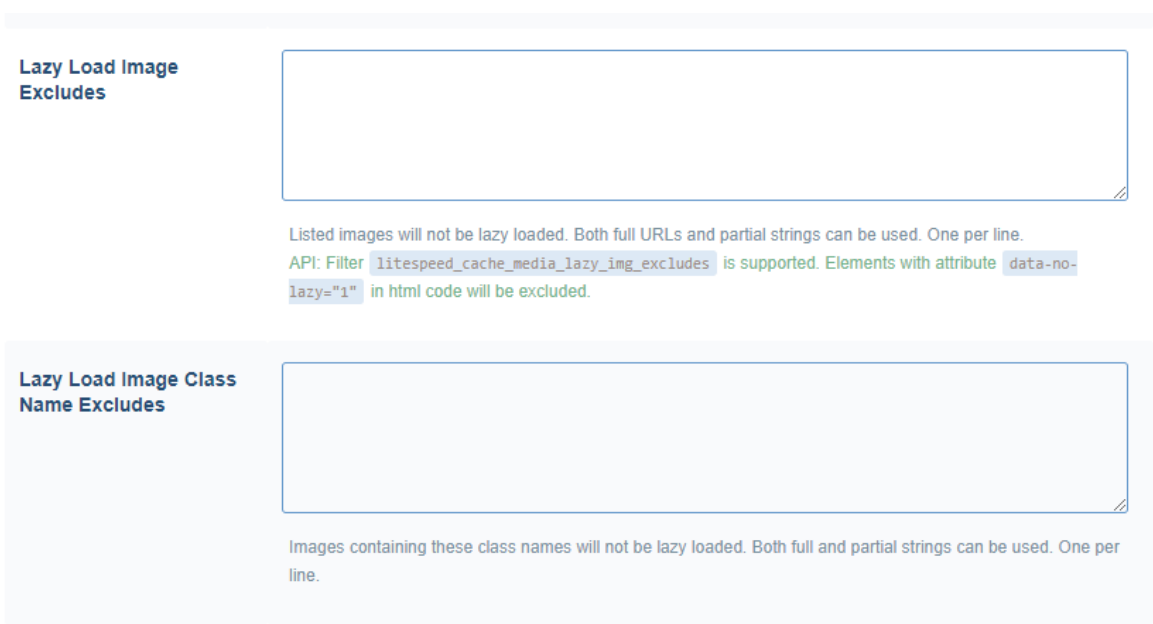 Lazy Load Image
Excludes
Listed images will not be lazy loaded. Both full URLs and partial strings can be used. One per line.
API: Filter litespeed_cache_media_lazy_img_excludes is supported. Elements with attribute data-no-
lazy="1" in html code will be excluded.
Lazy Load Image Class
Name Excludes
Images containing these class names will not be lazy loaded. Both full and partial strings can be used. One per
line.